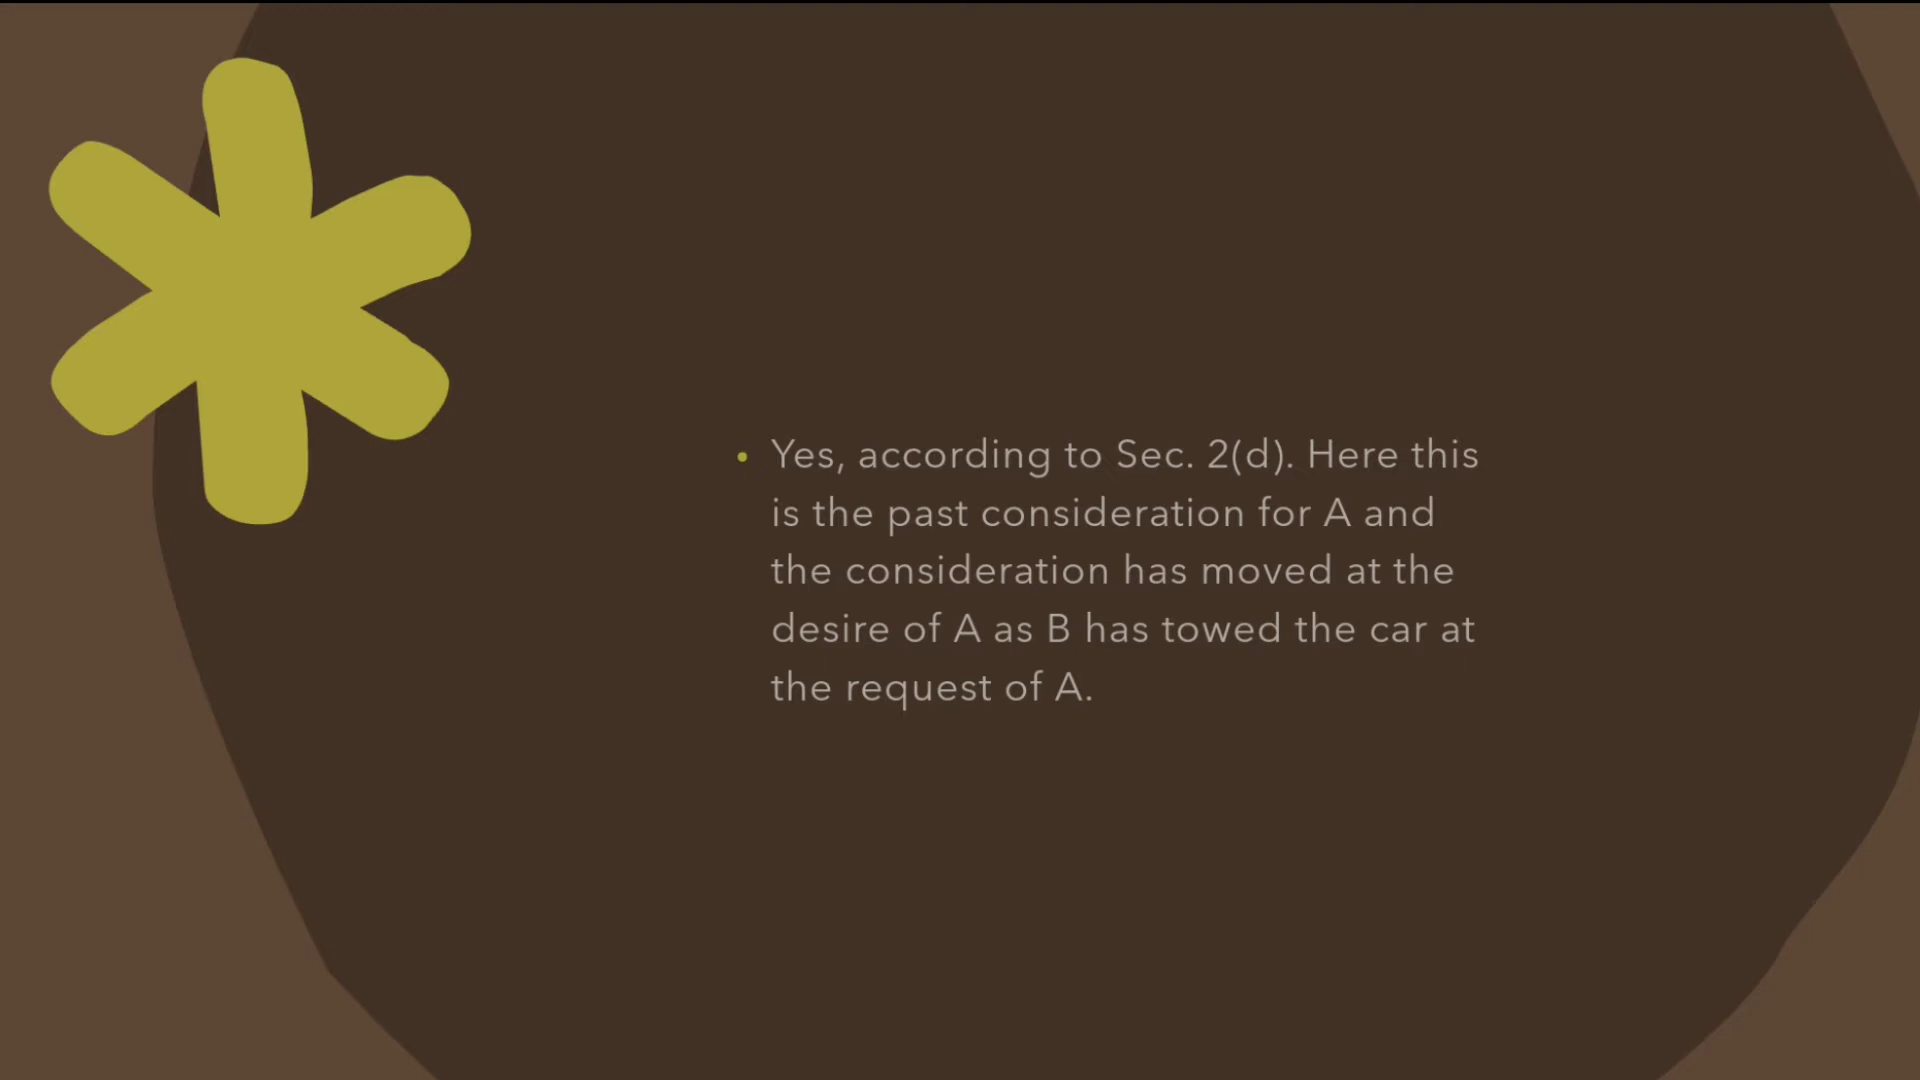 • Yes, according to Sec. 2(d). Here this
is the past consideration for A and
the consideration has moved at the
desire of A as B has towed the car at
the request of A.